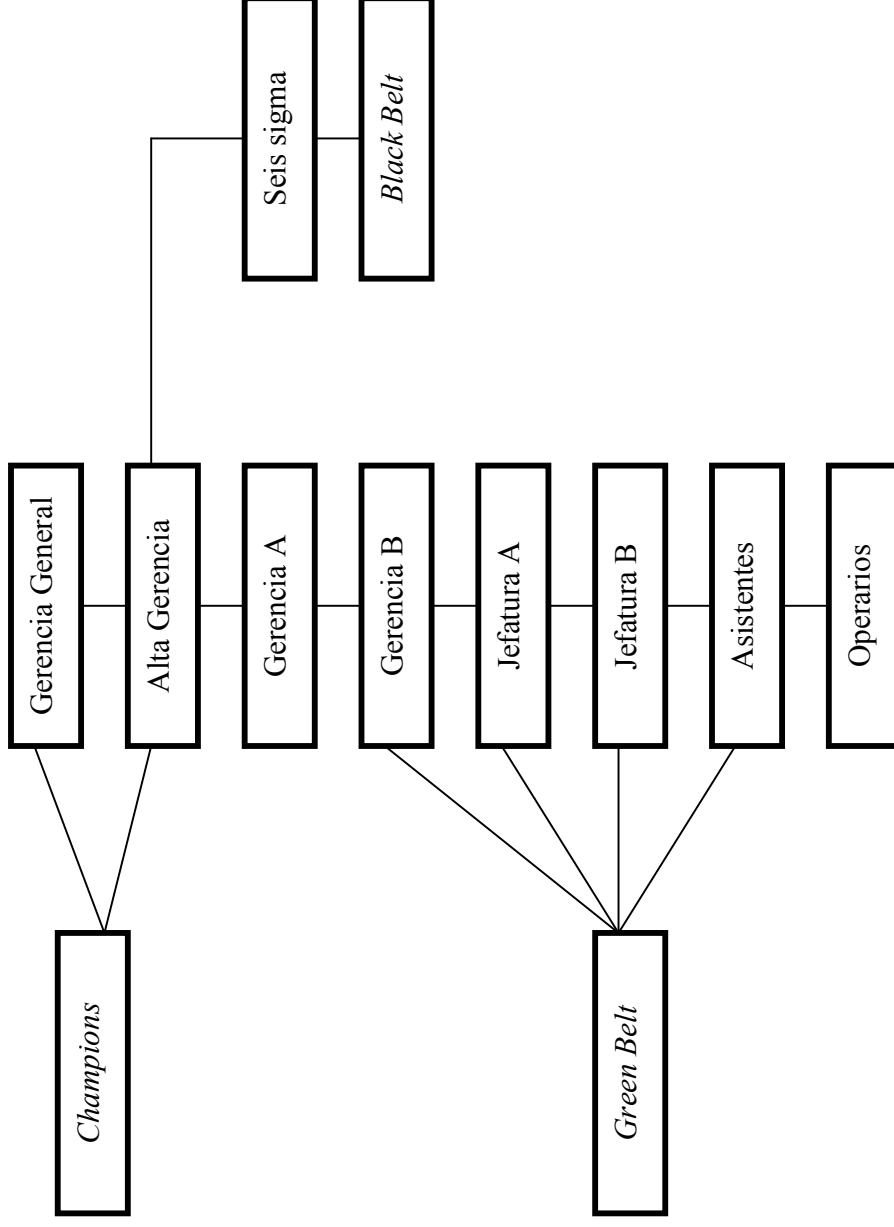 Gerencia General
Alta Gerencia
Gerencia A
Gerencia B
Jefatura A
Jefatura B
Asistentes
Operarios
Champions
Green Belt
Seis sigma
Black Belt